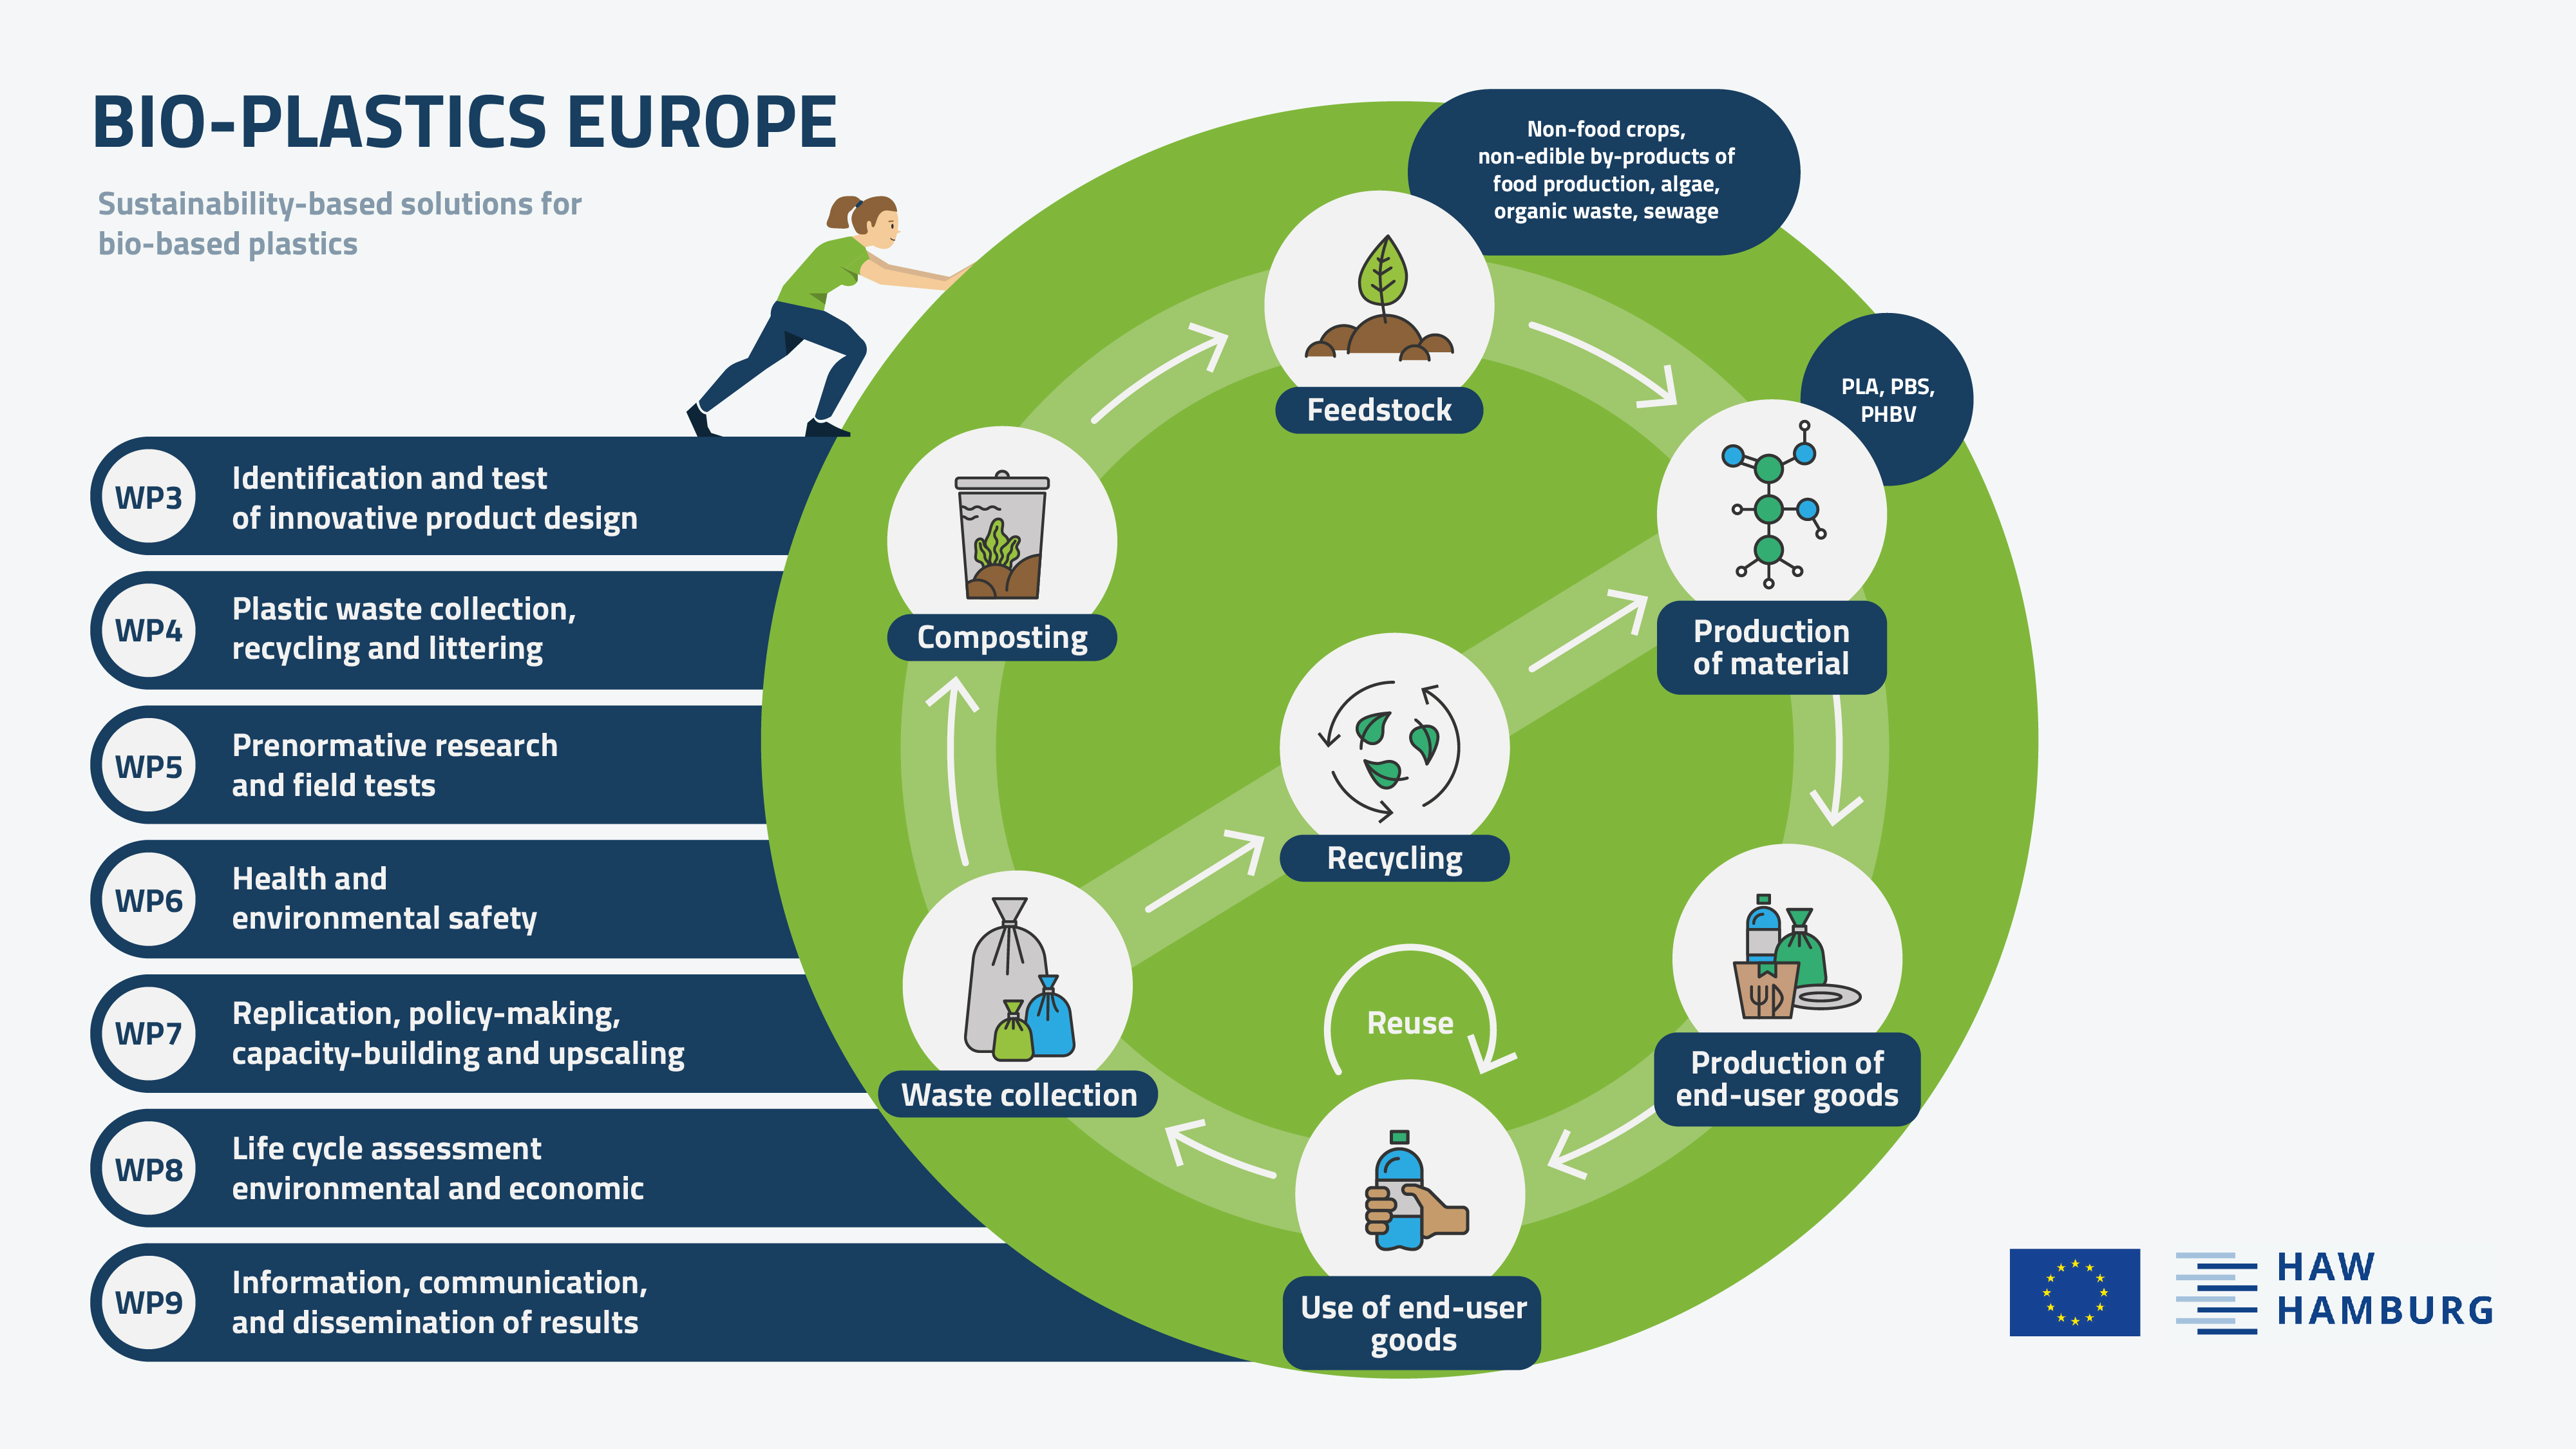 BIO-PLASTICS EUROPE
Sustainability-based solutions for
bio-based plastics
WP3
Identification and test
of innovative product design
WP4
Plastic waste collection,
recycling and littering
WP5
Prenormative research
and field tests
WP6
Health and
environmental safety
WP7
Replication, policy-making,
capacity-building and upscaling
WP8
Life cycle assessment
environmental and economic
WP9
Information, communication,
and dissemination of results
Non-food crops,
non-edible by-products of
food production, algae,
organic waste, sewage
Feedstock
PLA, PBS,
PHBV
Production
of material
Composting
Recycling
Waste collection
Reuse
Production of
end-user goods
Use of end-user
goods
HAW
HAMBURG